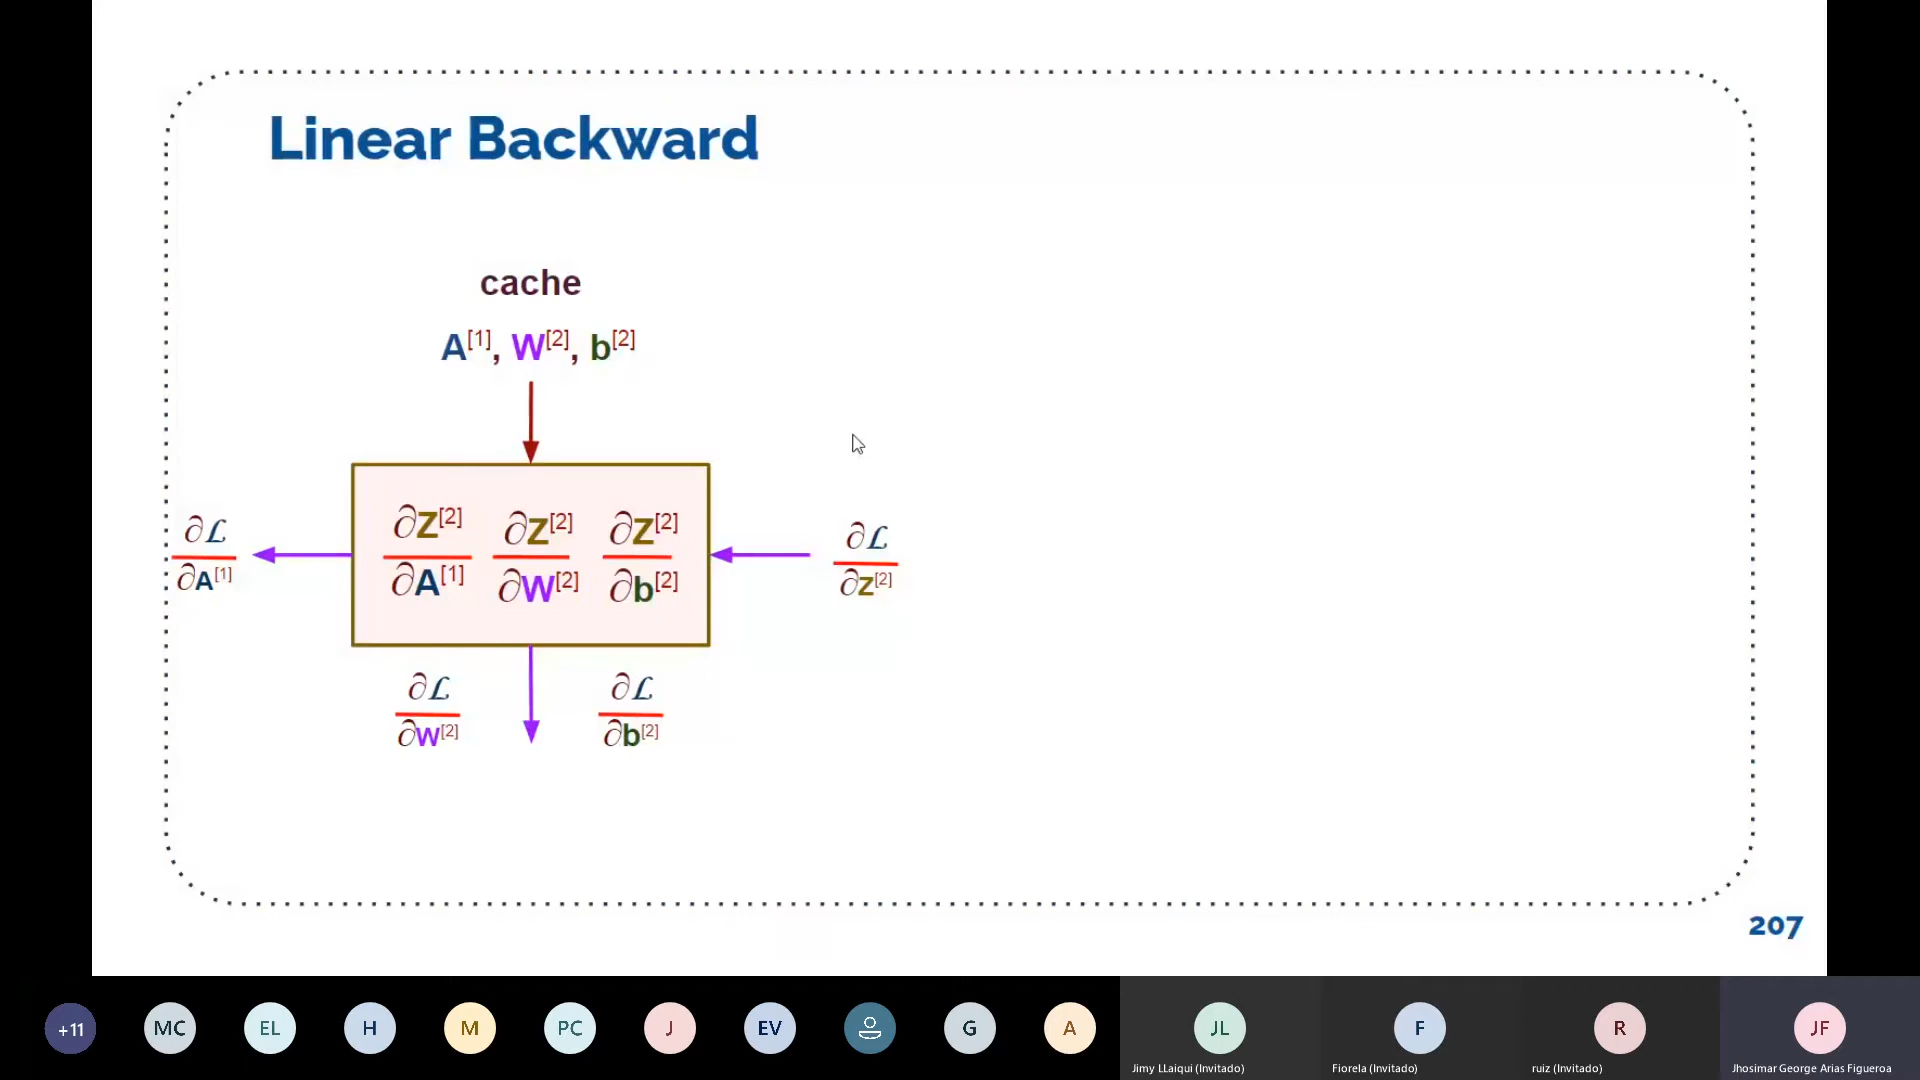 Linear Backward
cache
A[1], W[2], b[2]
∂ℒ ∂Z[2] ∂Z[2] ∂Z[2] ∂ℒ
∂A[1] ∂A[1] ∂W[2] ∂b[2] ∂Z[2]
∂ℒ ∂ℒ
∂W[2] ∂b[2]
207
+11 MC EL H M PC J EV G A JL F R JF
Jimy LLaiqui (Invitado) Fiorela (Invitado) ruiz (Invitado) Jhosimar George Arias Figueroa